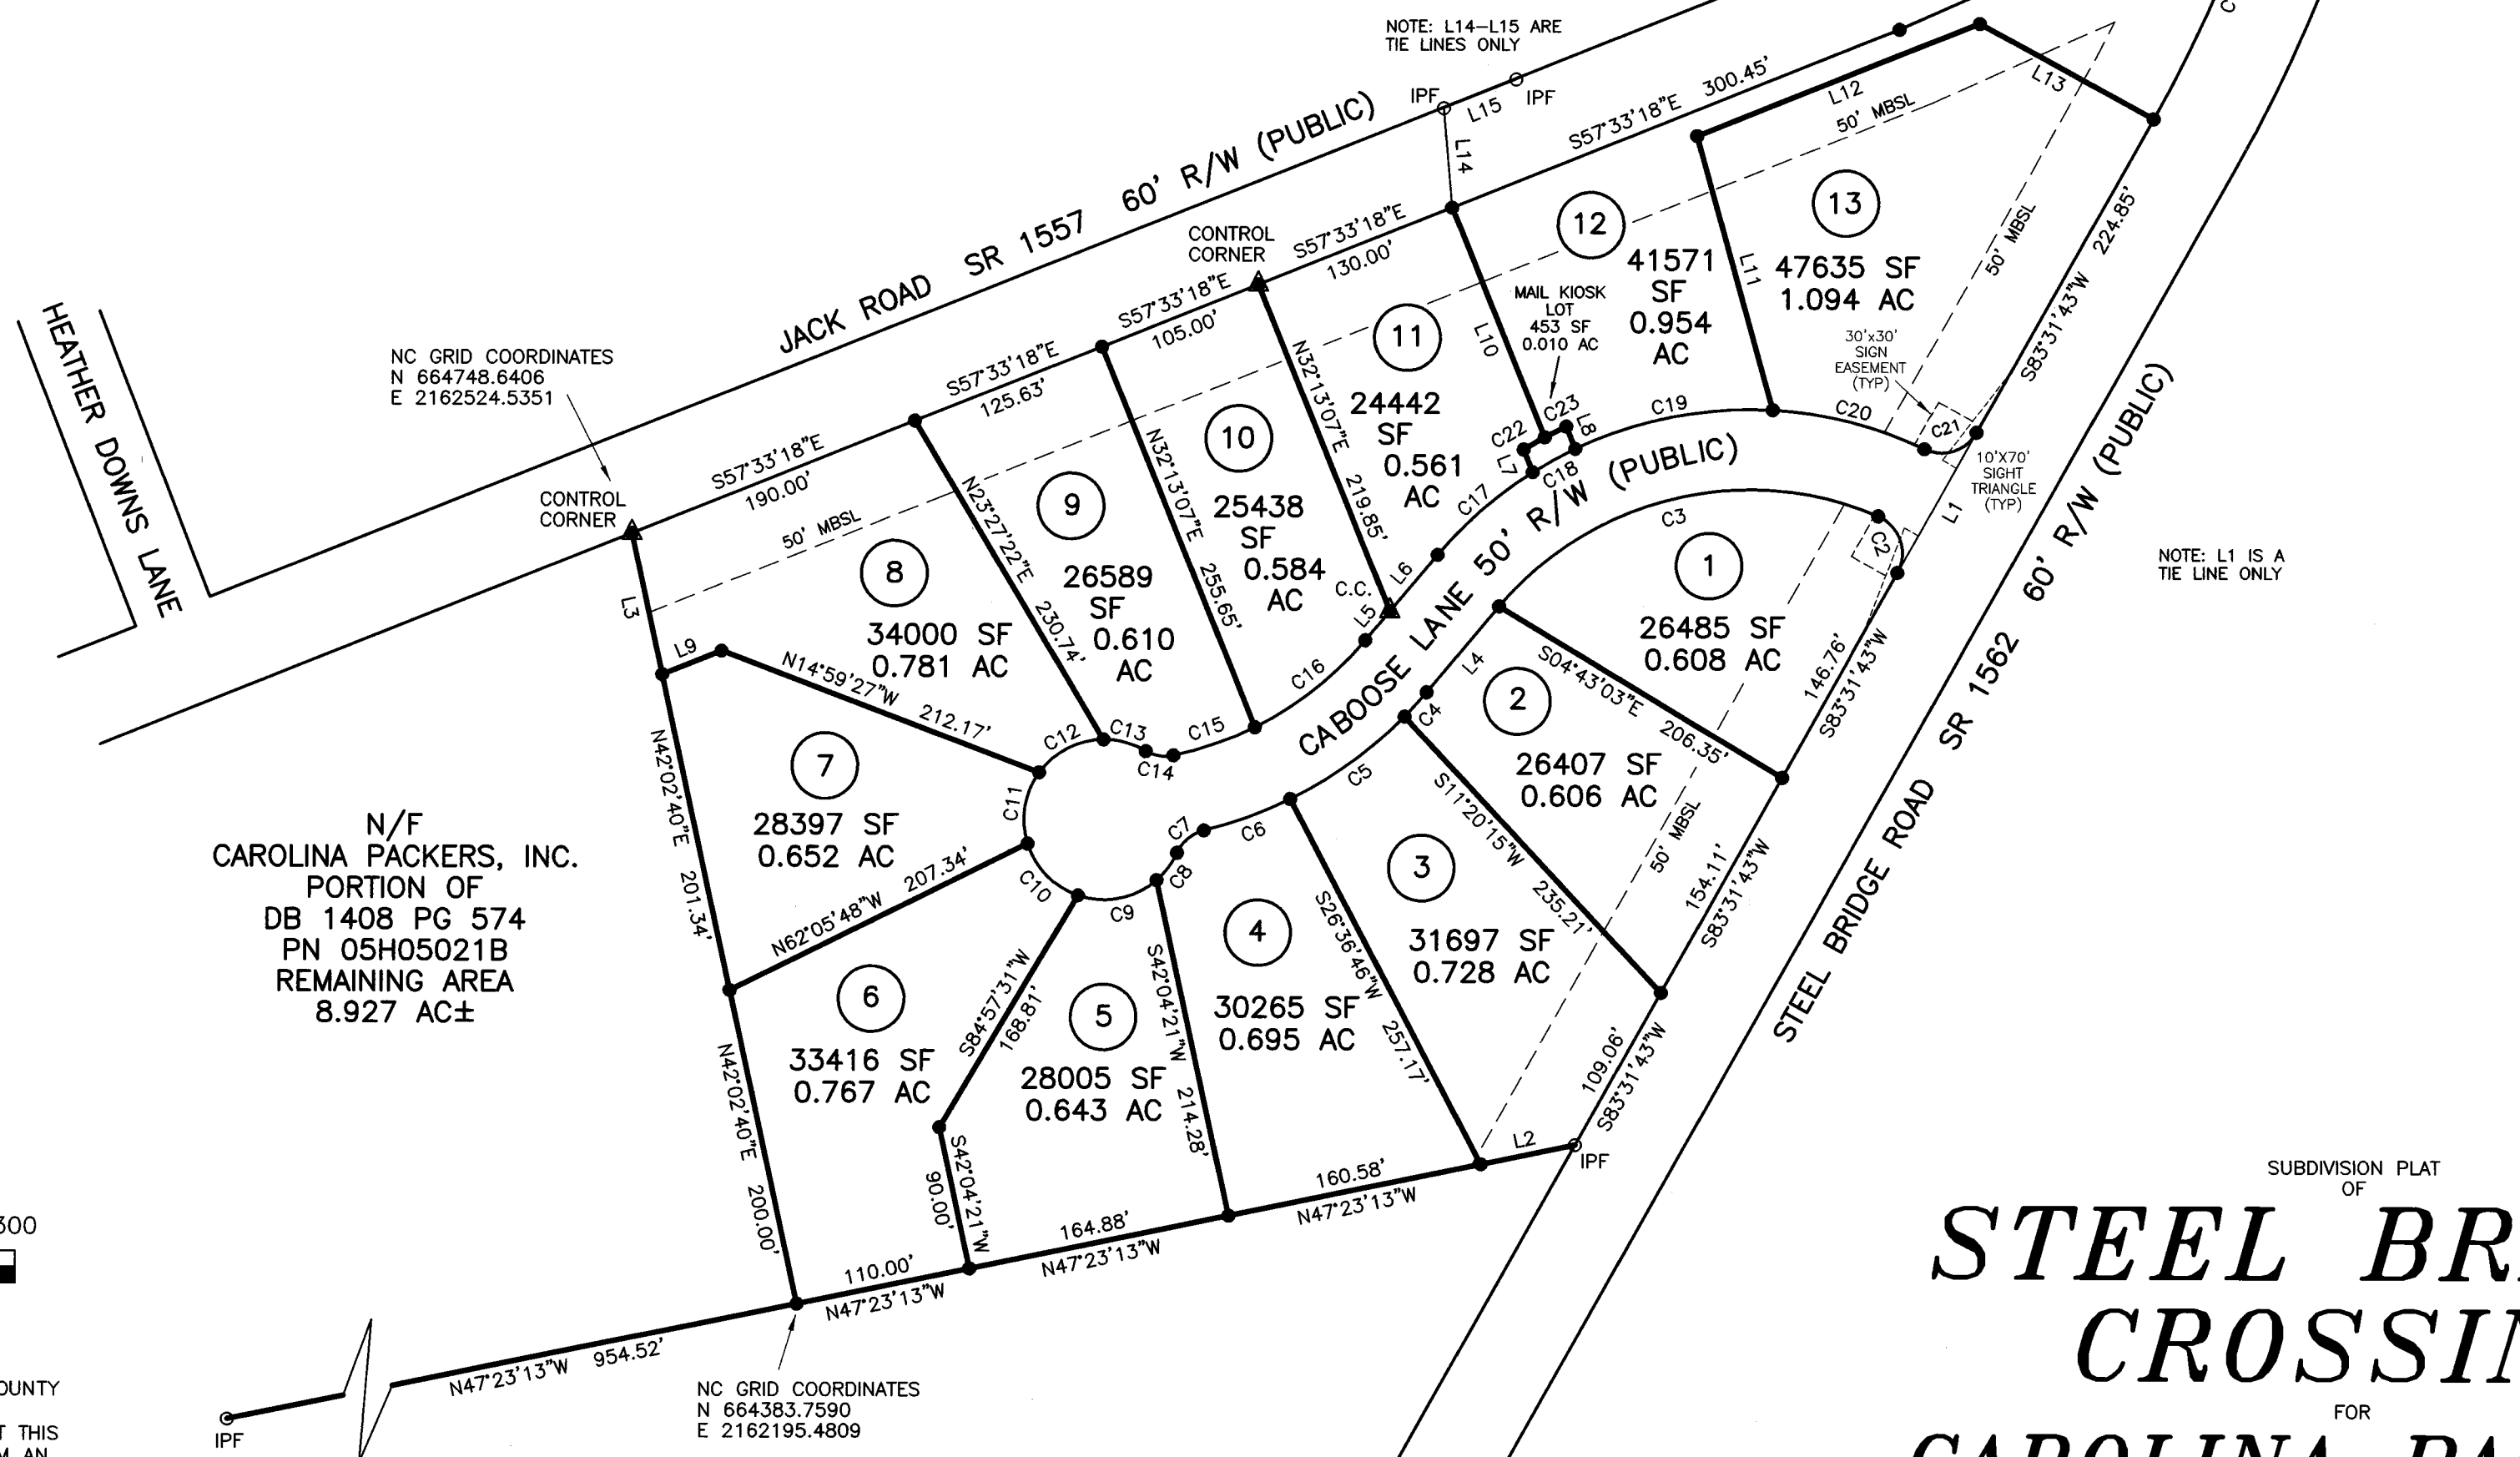 NOTE: L14-L15 ARE
TIE LINES ONLY
IPF
L15
IPF
L14
S57°33'18"E 300.45'
L12
L13
50' MBSL
C
JACK ROAD SR 1557 60' R/W (PUBLIC)
HEATHER DOWNS LANE
NC GRID COORDINATES
N 664748.6406
E 2162524.5351
CONTROL
CORNER
S57°33'18"E
190.00'
50' MBSL
S57°33'18"E
125.63'
S57°33'18"E
105.00'
CONTROL
CORNER
S57°33'18"E
130.00'
13
47635 SF
1.094 AC
L11
50' MBSL
S83°31'43"W 224.85'
30'x30'
SIGN
EASEMENT
(TYP)
C20
C21
10'X70'
SIGHT
TRIANGLE
(TYP)
L1
12
41571
SF
0.954
AC
MAIL KIOSK
LOT
453 SF
0.010 AC
L10
C22
C23
L7
L8
C18
C19
11
24442
SF
0.561
AC
N32°13'07"E 219.85'
C17
L6
C.C.
L5
10
25438
SF
0.584
AC
N32°13'07"E 255.65'
C16
9
26589
SF
0.610
AC
N23°27'22"E 230.74'
C13
C14
C15
8
34000 SF
0.781 AC
L3
L9
N14°59'27"W 212.17'
C12
7
28397 SF
0.652 AC
N42°02'40"E 201.34'
C11
N62°05'48"W 207.34'
6
33416 SF
0.767 AC
N42°02'40"E 200.00'
C10
S84°57'31"W
168.81'
S42°04'21"W
90.00'
110.00'
N47°23'13"W
5
28005 SF
0.643 AC
C9
S42°04'21"W 214.28'
164.88'
N47°23'13"W
4
30265 SF
0.695 AC
C8
C7
C6
S26°36'46"W 257.17'
160.58'
N47°23'13"W
3
31697 SF
0.728 AC
C5
S11°20'15"W 235.21'
L2
IPF
109.06'
S83°31'43"W
2
26407 SF
0.606 AC
C4
L4
S04°43'03"E 206.35'
50' MBSL
154.11'
S83°31'43"W
1
26485 SF
0.608 AC
C3
C2
146.76'
S83°31'43"W
CABOOSE LANE 50' R/W (PUBLIC)
STEEL BRIDGE ROAD SR 1562 60' R/W (PUBLIC)
NOTE: L1 IS A
TIE LINE ONLY
N/F
CAROLINA PACKERS, INC.
PORTION OF
DB 1408 PG 574
PN 05H05021B
REMAINING AREA
8.927 AC±
300
N47°23'13"W 954.52'
IPF
NC GRID COORDINATES
N 664383.7590
E 2162195.4809
OUNTY
T THIS
M AN
SUBDIVISION PLAT
OF
STEEL BRI
CROSSIN
FOR
CAROLINA PA